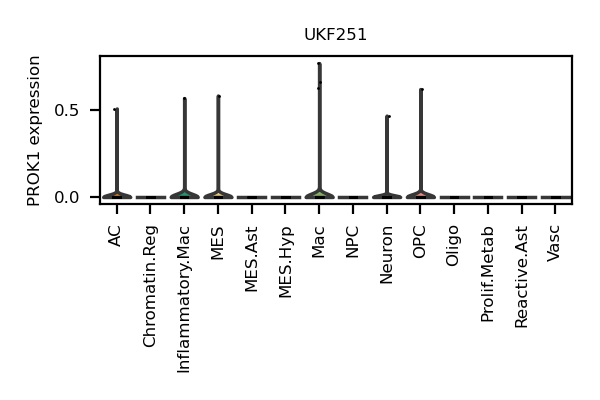 UKF251
PROK1 expression
0.5
0.0
AC
Chromatin.Reg
Inflammatory.Mac
MES
MES.Ast
MES.Hyp
Mac
NPC
Neuron
OPC
Oligo
Prolif.Metab
Reactive.Ast
Vasc